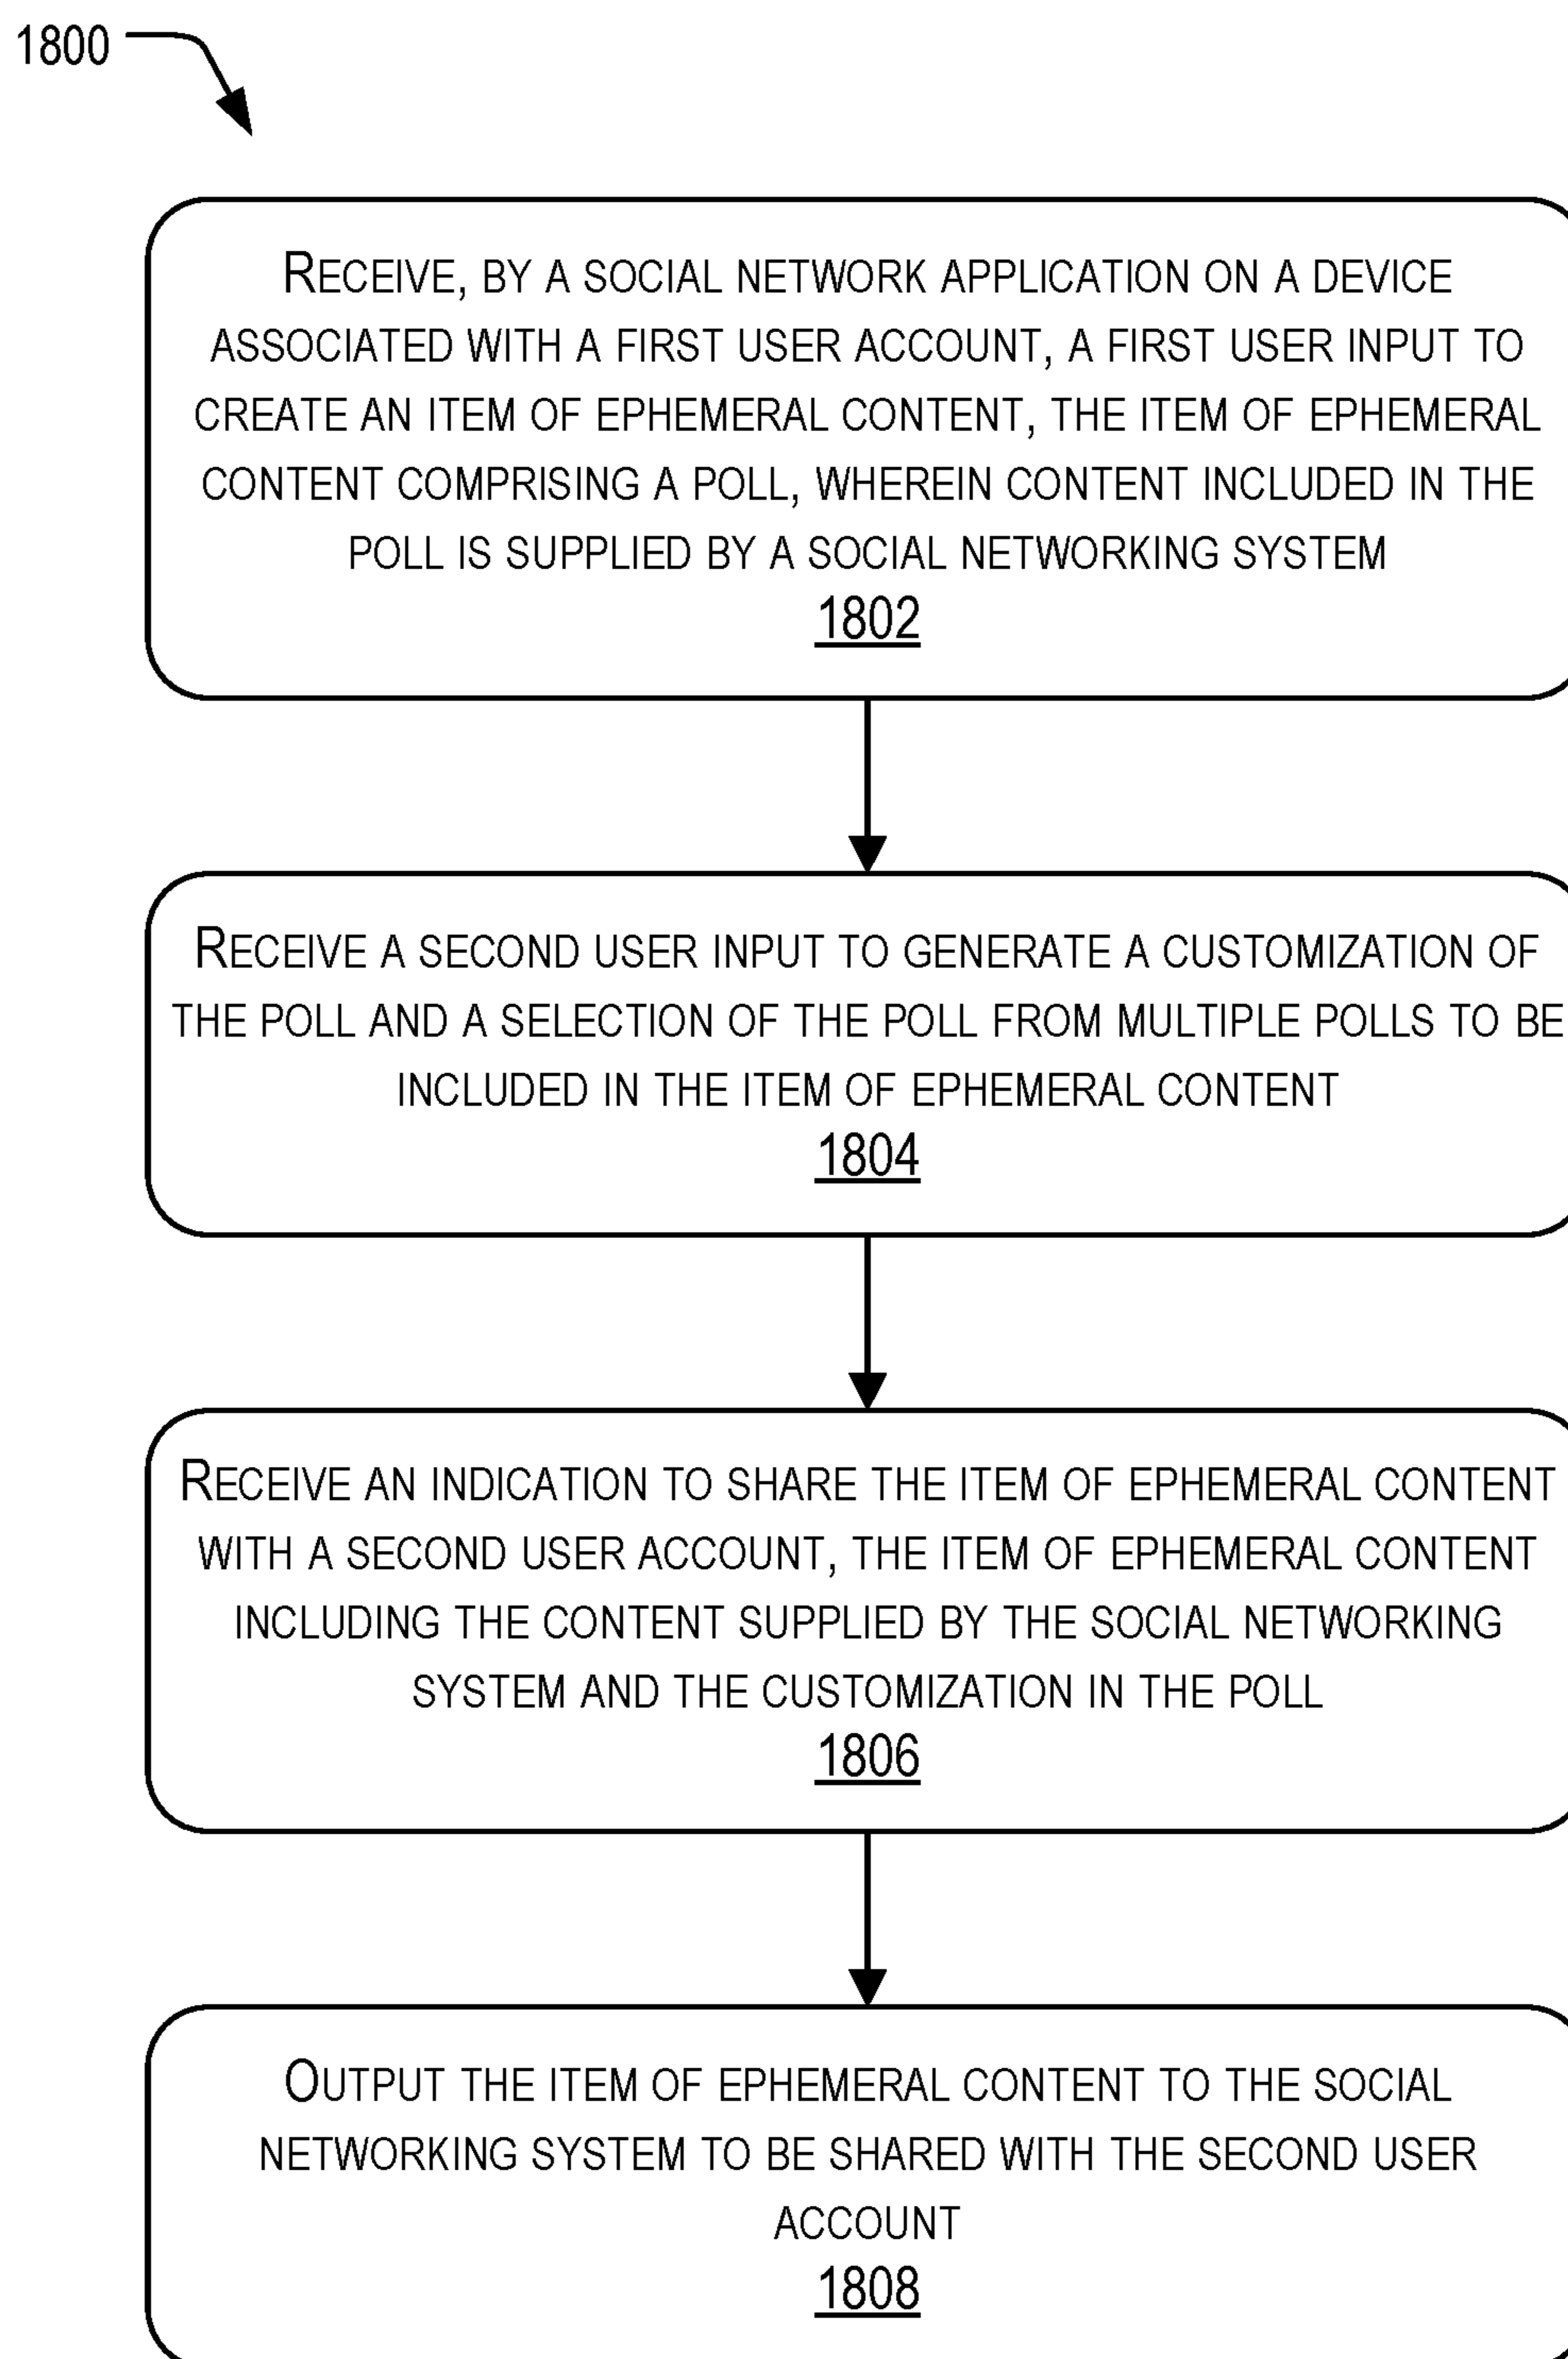 1800
RECEIVE, BY A SOCIAL NETWORK APPLICATION ON A DEVICE
ASSOCIATED WITH A FIRST USER ACCOUNT, A FIRST USER INPUT TO
CREATE AN ITEM OF EPHEMERAL CONTENT, THE ITEM OF EPHEMERAL
CONTENT COMPRISING A POLL, WHEREIN CONTENT INCLUDED IN THE
POLL IS SUPPLIED BY A SOCIAL NETWORKING SYSTEM
1802
RECEIVE A SECOND USER INPUT TO GENERATE A CUSTOMIZATION OF
THE POLL AND A SELECTION OF THE POLL FROM MULTIPLE POLLS TO BE
INCLUDED IN THE ITEM OF EPHEMERAL CONTENT
1804
RECEIVE AN INDICATION TO SHARE THE ITEM OF EPHEMERAL CONTENT
WITH A SECOND USER ACCOUNT, THE ITEM OF EPHEMERAL CONTENT
INCLUDING THE CONTENT SUPPLIED BY THE SOCIAL NETWORKING
SYSTEM AND THE CUSTOMIZATION IN THE POLL
1806
OUTPUT THE ITEM OF EPHEMERAL CONTENT TO THE SOCIAL
NETWORKING SYSTEM TO BE SHARED WITH THE SECOND USER
ACCOUNT
1808